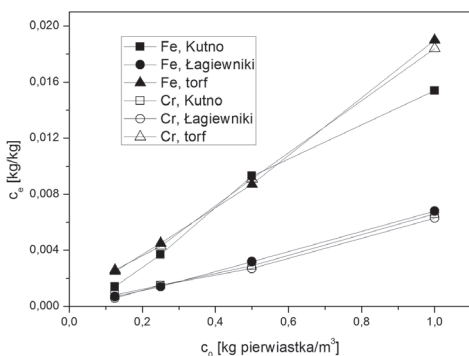 0,020
0,016
0,012
0,008
0,004
0,000
c_e [kg/kg]
Fe, Kutno
Fe, Łagiewniki
Fe, torf
Cr, Kutno
Cr, Łagiewniki
Cr, torf
0,0 0,2 0,4 0,6 0,8 1,0
c_0 [kg pierwiastka/m³]